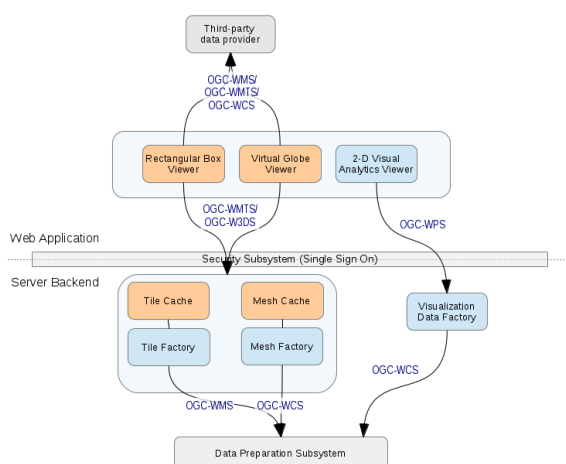 Third-party
data provider
OGC-WMS/
OGC-WMTS/
OGC-WCS
Rectangular Box
Viewer
Virtual Globe
Viewer
2-D Visual
Analytics Viewer
OGC-WMTS/
OGC-W3DS
OGC-WPS
Web Application
Security Subsystem (Single Sign On)
Server Backend
Tile Cache
Mesh Cache
Visualization
Data Factory
Tile Factory
Mesh Factory
OGC-WCS
OGC-WMS
OGC-WCS
Data Preparation Subsystem